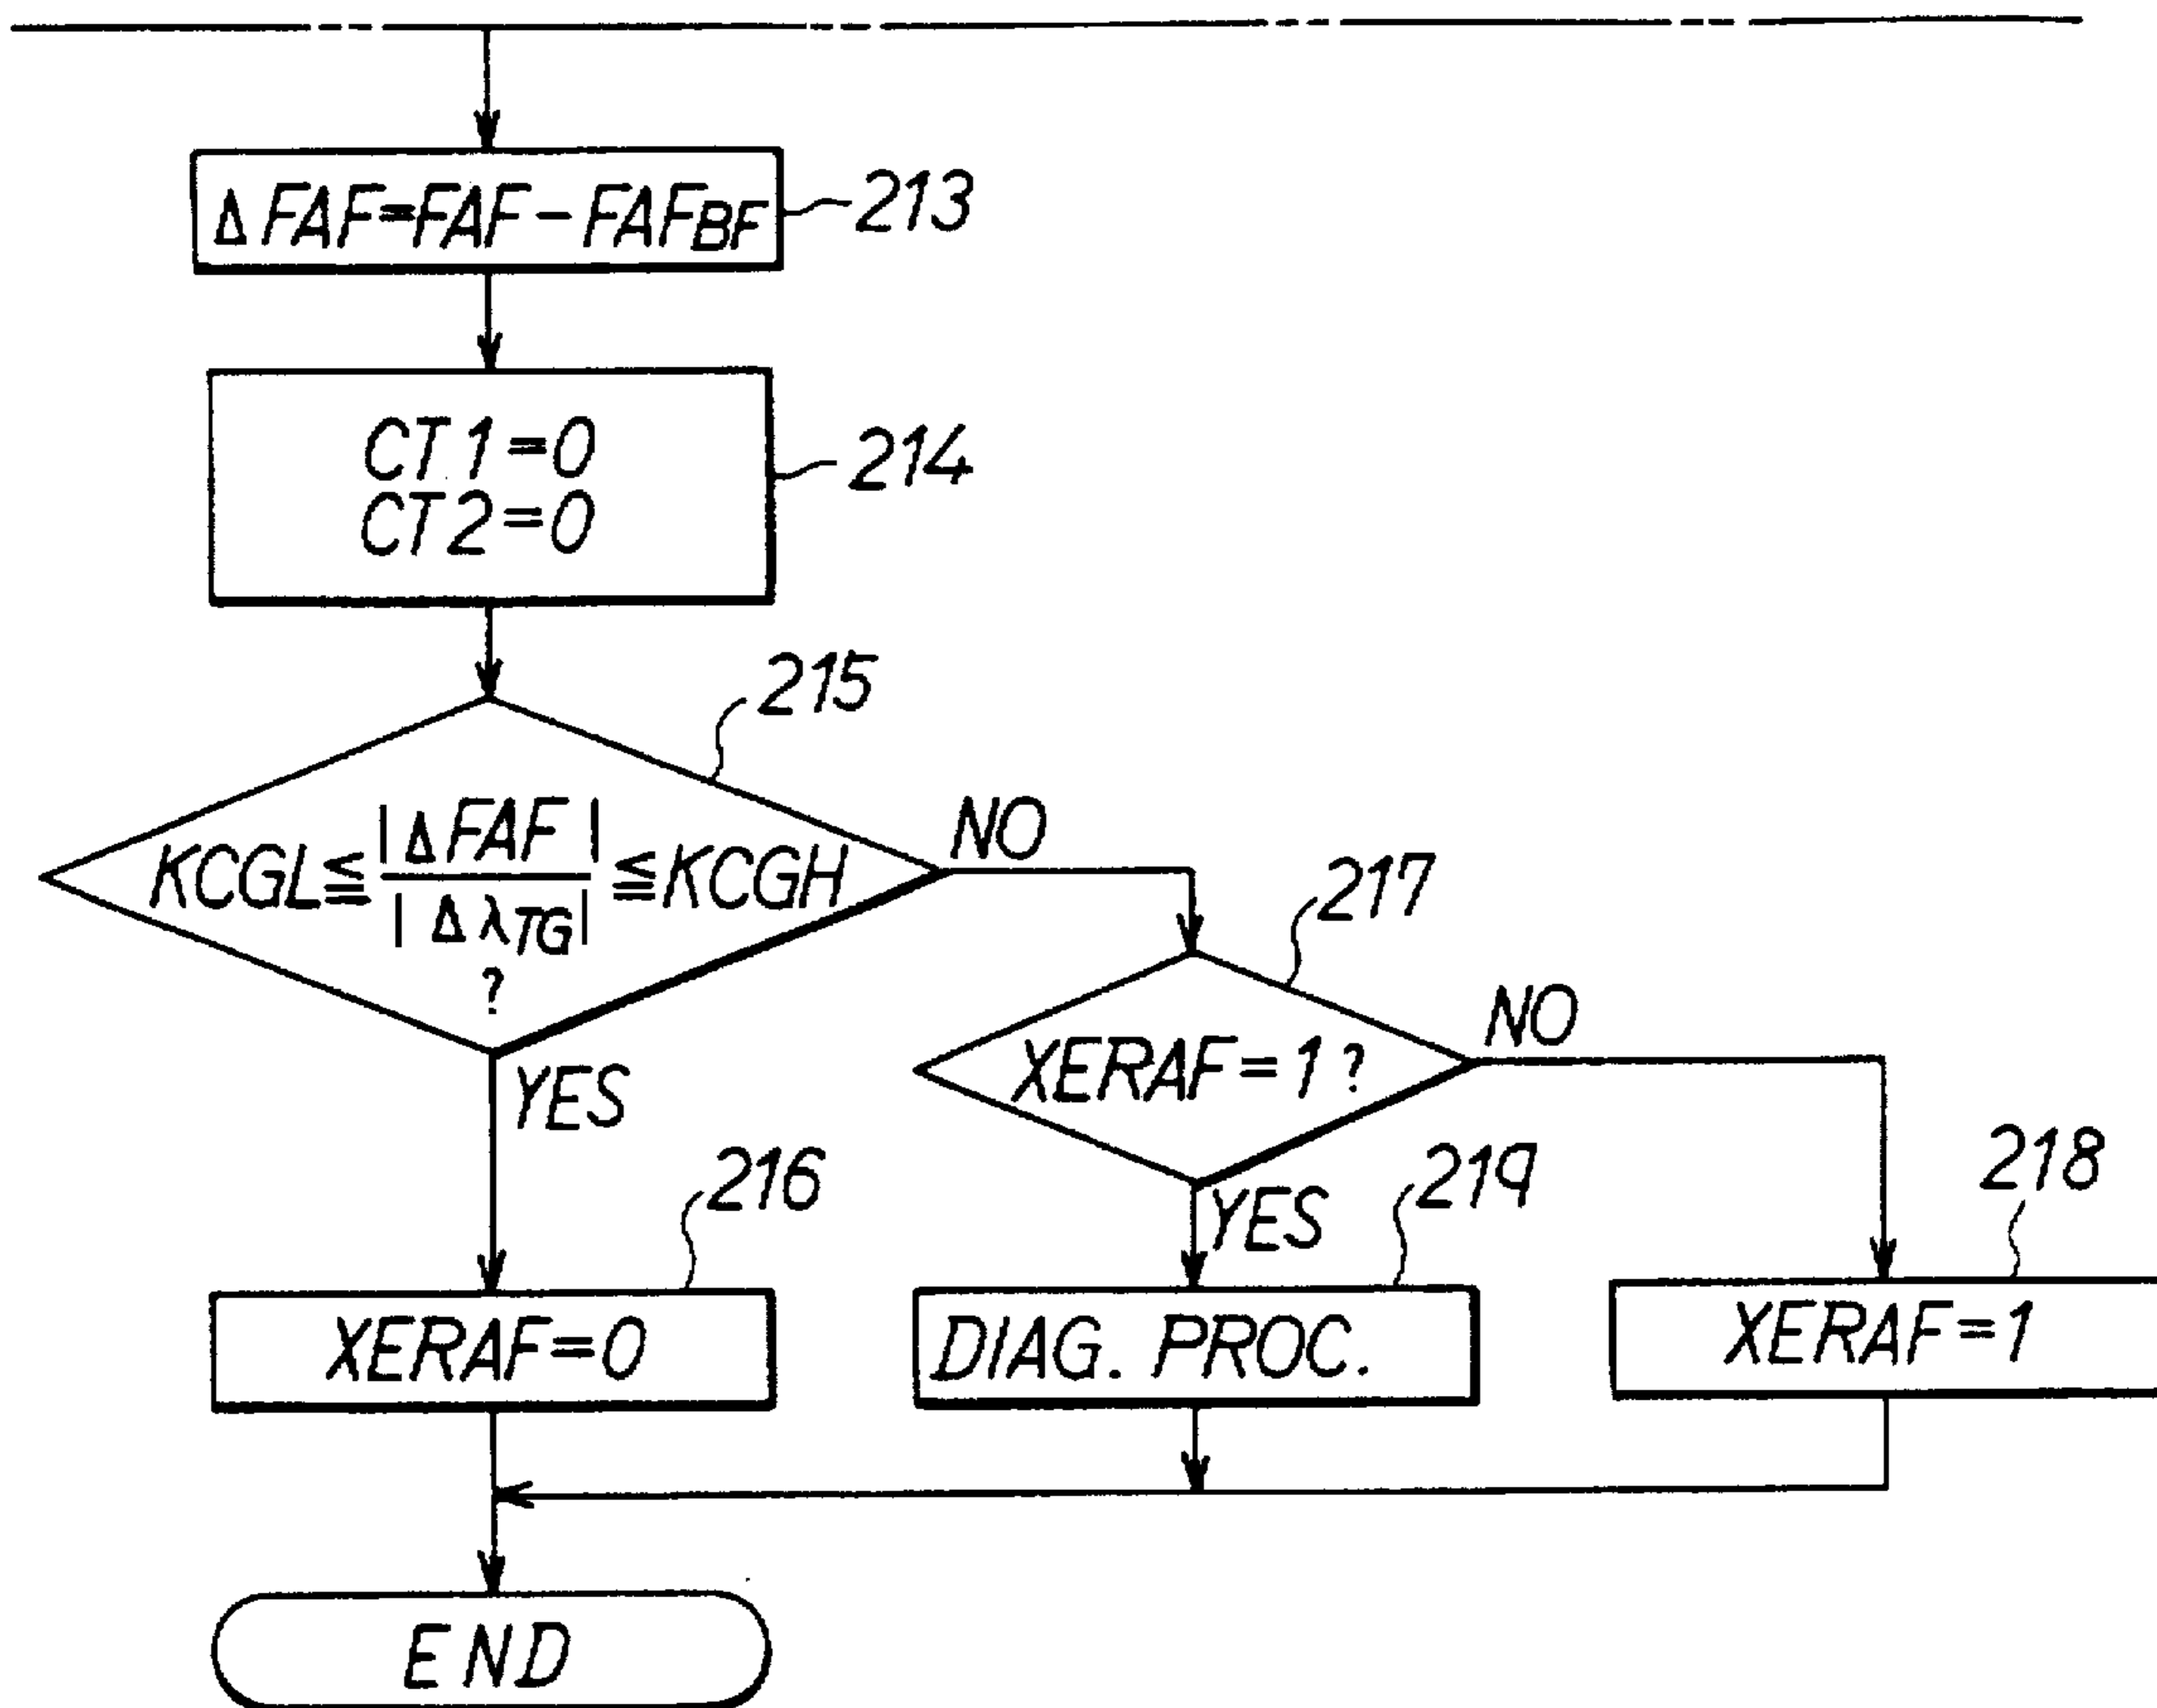 ΔFAF=FAF-FAFBF
213
CT1=0
CT2=0
214
215
KCGL≦|ΔFAF|/|ΔλTG|≦KCGH
?
NO
YES
217
XERAF=1?
NO
YES
216
XERAF=0
219
DIAG. PROC.
218
XERAF=1
END